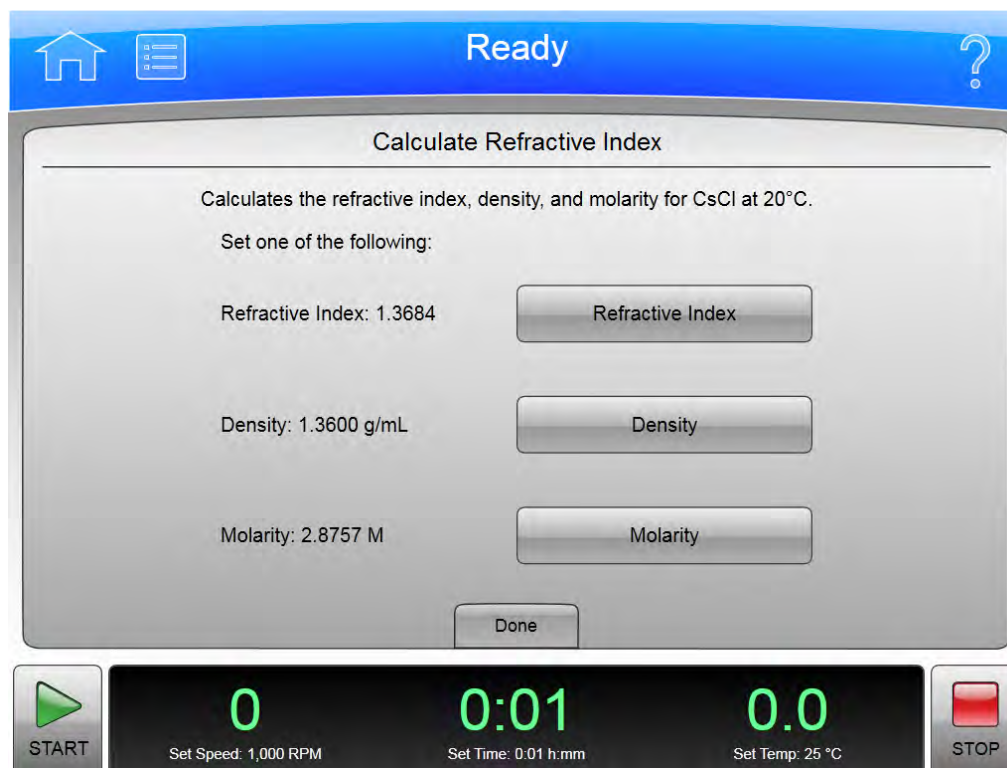 Ready
Calculate Refractive Index
Calculates the refractive index, density, and molarity for CsCl at 20°C.
Set one of the following:
Refractive Index: 1.3684
Refractive Index
Density: 1.3600 g/mL
Density
Molarity: 2.8757 M
Molarity
Done
START
0
Set Speed: 1,000 RPM
0:01
Set Time: 0:01 h:mm
0.0
Set Temp: 25 °C
STOP